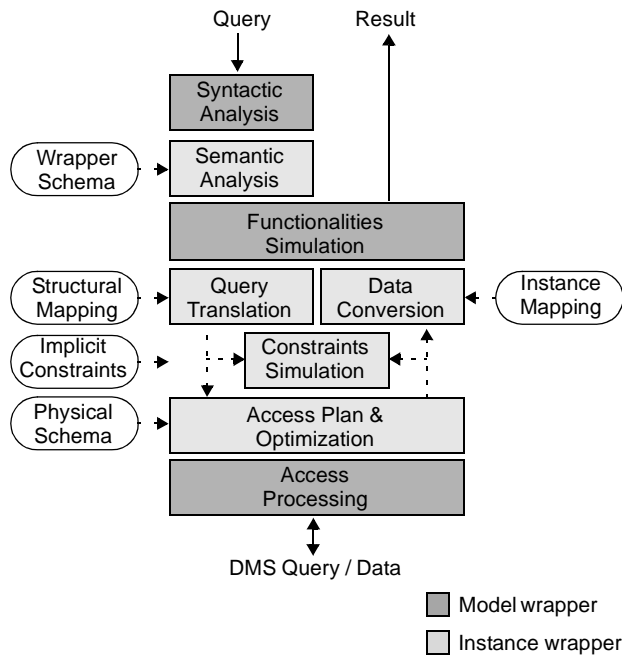 Query
Result
Syntactic
Analysis
Wrapper
Schema
Semantic
Analysis
Functionalities
Simulation
Structural
Mapping
Query
Translation
Data
Conversion
Instance
Mapping
Implicit
Constraints
Constraints
Simulation
Physical
Schema
Access Plan &
Optimization
Access
Processing
DMS Query / Data
Model wrapper
Instance wrapper